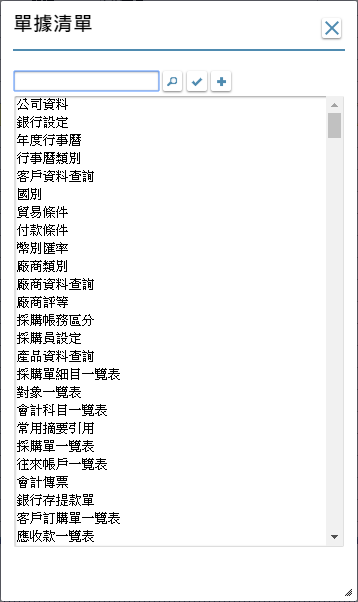 單據清單
公司資料
銀行設定
年度行事曆
行事曆類別
客戶資料查詢
國別
貿易條件
付款條件
幣別匯率
廠商類別
廠商資料查詢
廠商評等
採購帳務區分
採購員設定
產品資料查詢
採購單細目一覽表
對象一覽表
會計科目一覽表
常用摘要引用
採購單一覽表
往來帳戶一覽表
會計傳票
銀行存提款單
客戶訂購單一覽表
應收款一覽表